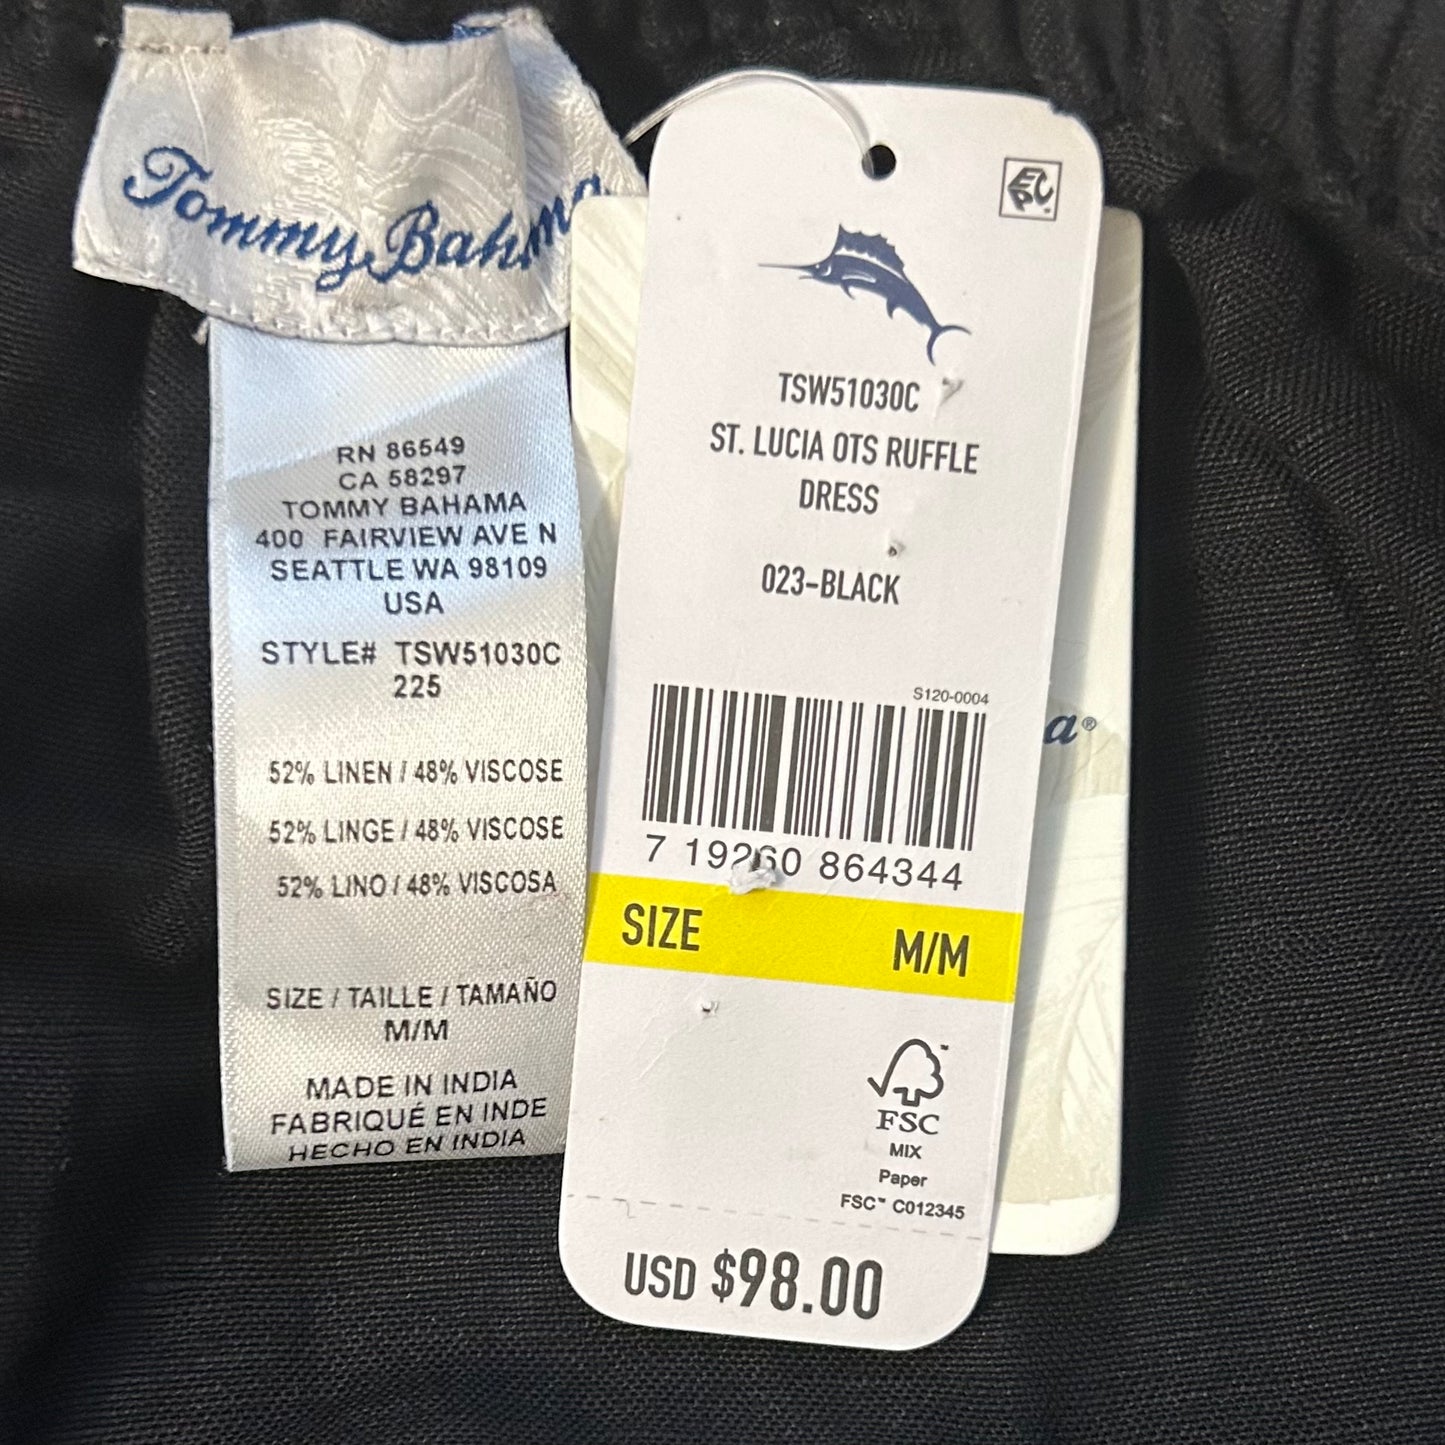 Tommy Bahama
RN 86549
CA 58297
TOMMY BAHAMA
400 FAIRVIEW AVE N
SEATTLE WA 98109
USA
STYLE# TSW51030C
225
52% LINEN / 48% VISCOSE
52% LINGE / 48% VISCOSE
52% LINO / 48% VISCOSA
SIZE / TAILLE / TAMAÑO
M/M
MADE IN INDIA
FABRIQUÉ EN INDE
HECHO EN INDIA
EPC
TSW51030C
ST. LUCIA OTS RUFFLE
DRESS
023-BLACK
S120-0004
7 19260 864344
SIZE M/M
FSC™
MIX
Paper
FSC™ C012345
USD $98.00
a®